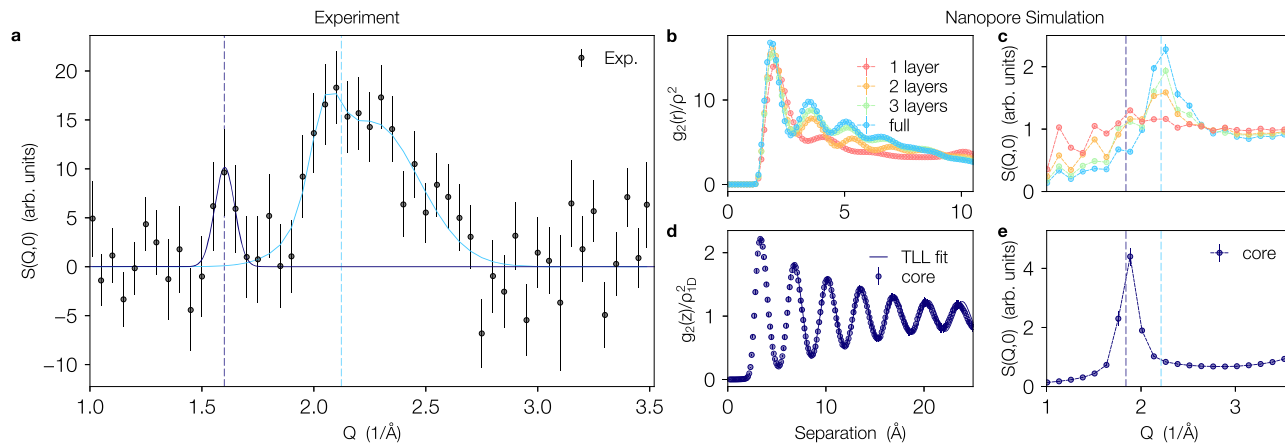 Experiment
Nanopore Simulation
a
Exp.
20
15
10
5
0
−5
−10
S(Q,0) (arb. units)
1.0 1.5 2.0 2.5 3.0 3.5
Q (1/Å)
b
1 layer
2 layers
3 layers
full
10
0
g₂(r)/ρ²
0 5 10
c
2
1
0
S(Q,0) (arb. units)
d
TLL fit
core
2
1
0
g₂(z)/ρ²₁D
0 10 20
Separation (Å)
e
core
4
2
0
S(Q,0) (arb. units)
1 2 3
Q (1/Å)